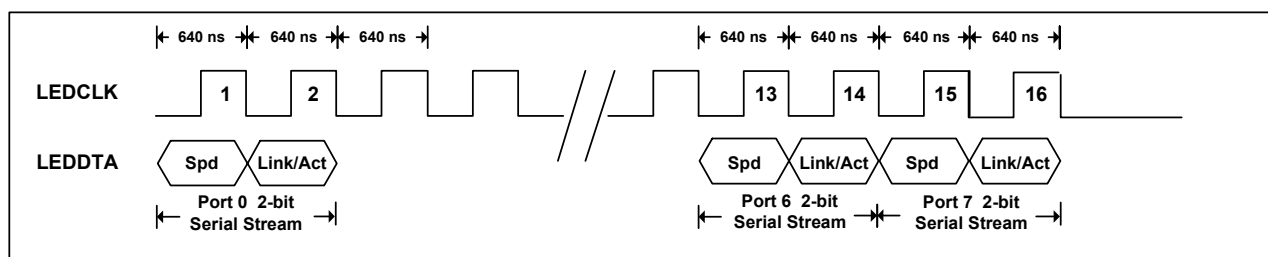 640 ns 640 ns 640 ns 640 ns 640 ns 640 ns 640 ns
LEDCLK 1 2 13 14 15 16
LEDDTA Spd Link/Act Spd Link/Act Spd Link/Act
Port 0 2-bit Port 6 2-bit Port 7 2-bit
Serial Stream Serial Stream Serial Stream